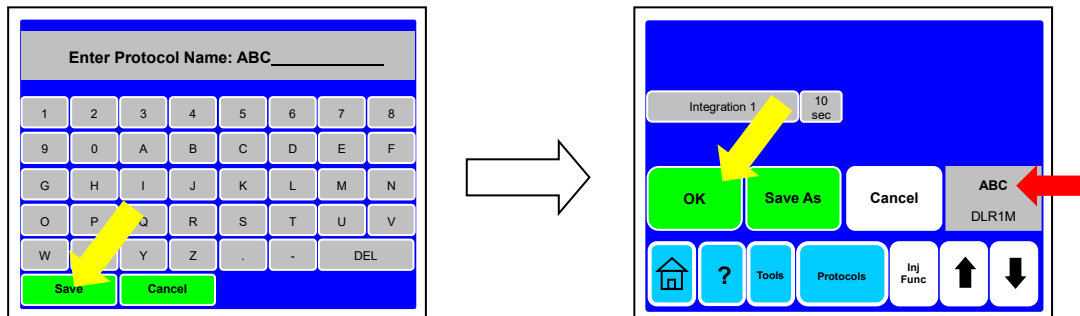 Enter Protocol Name: ABC______________
1 2 3 4 5 6 7 8
9 0 A B C D E F
G H I J K L M N
O P Q R S T U V
W Y Z . - DEL
Save Cancel
Integration 1 10 sec
OK Save As Cancel ABC
DLR1M
? Tools Protocols Inj Func